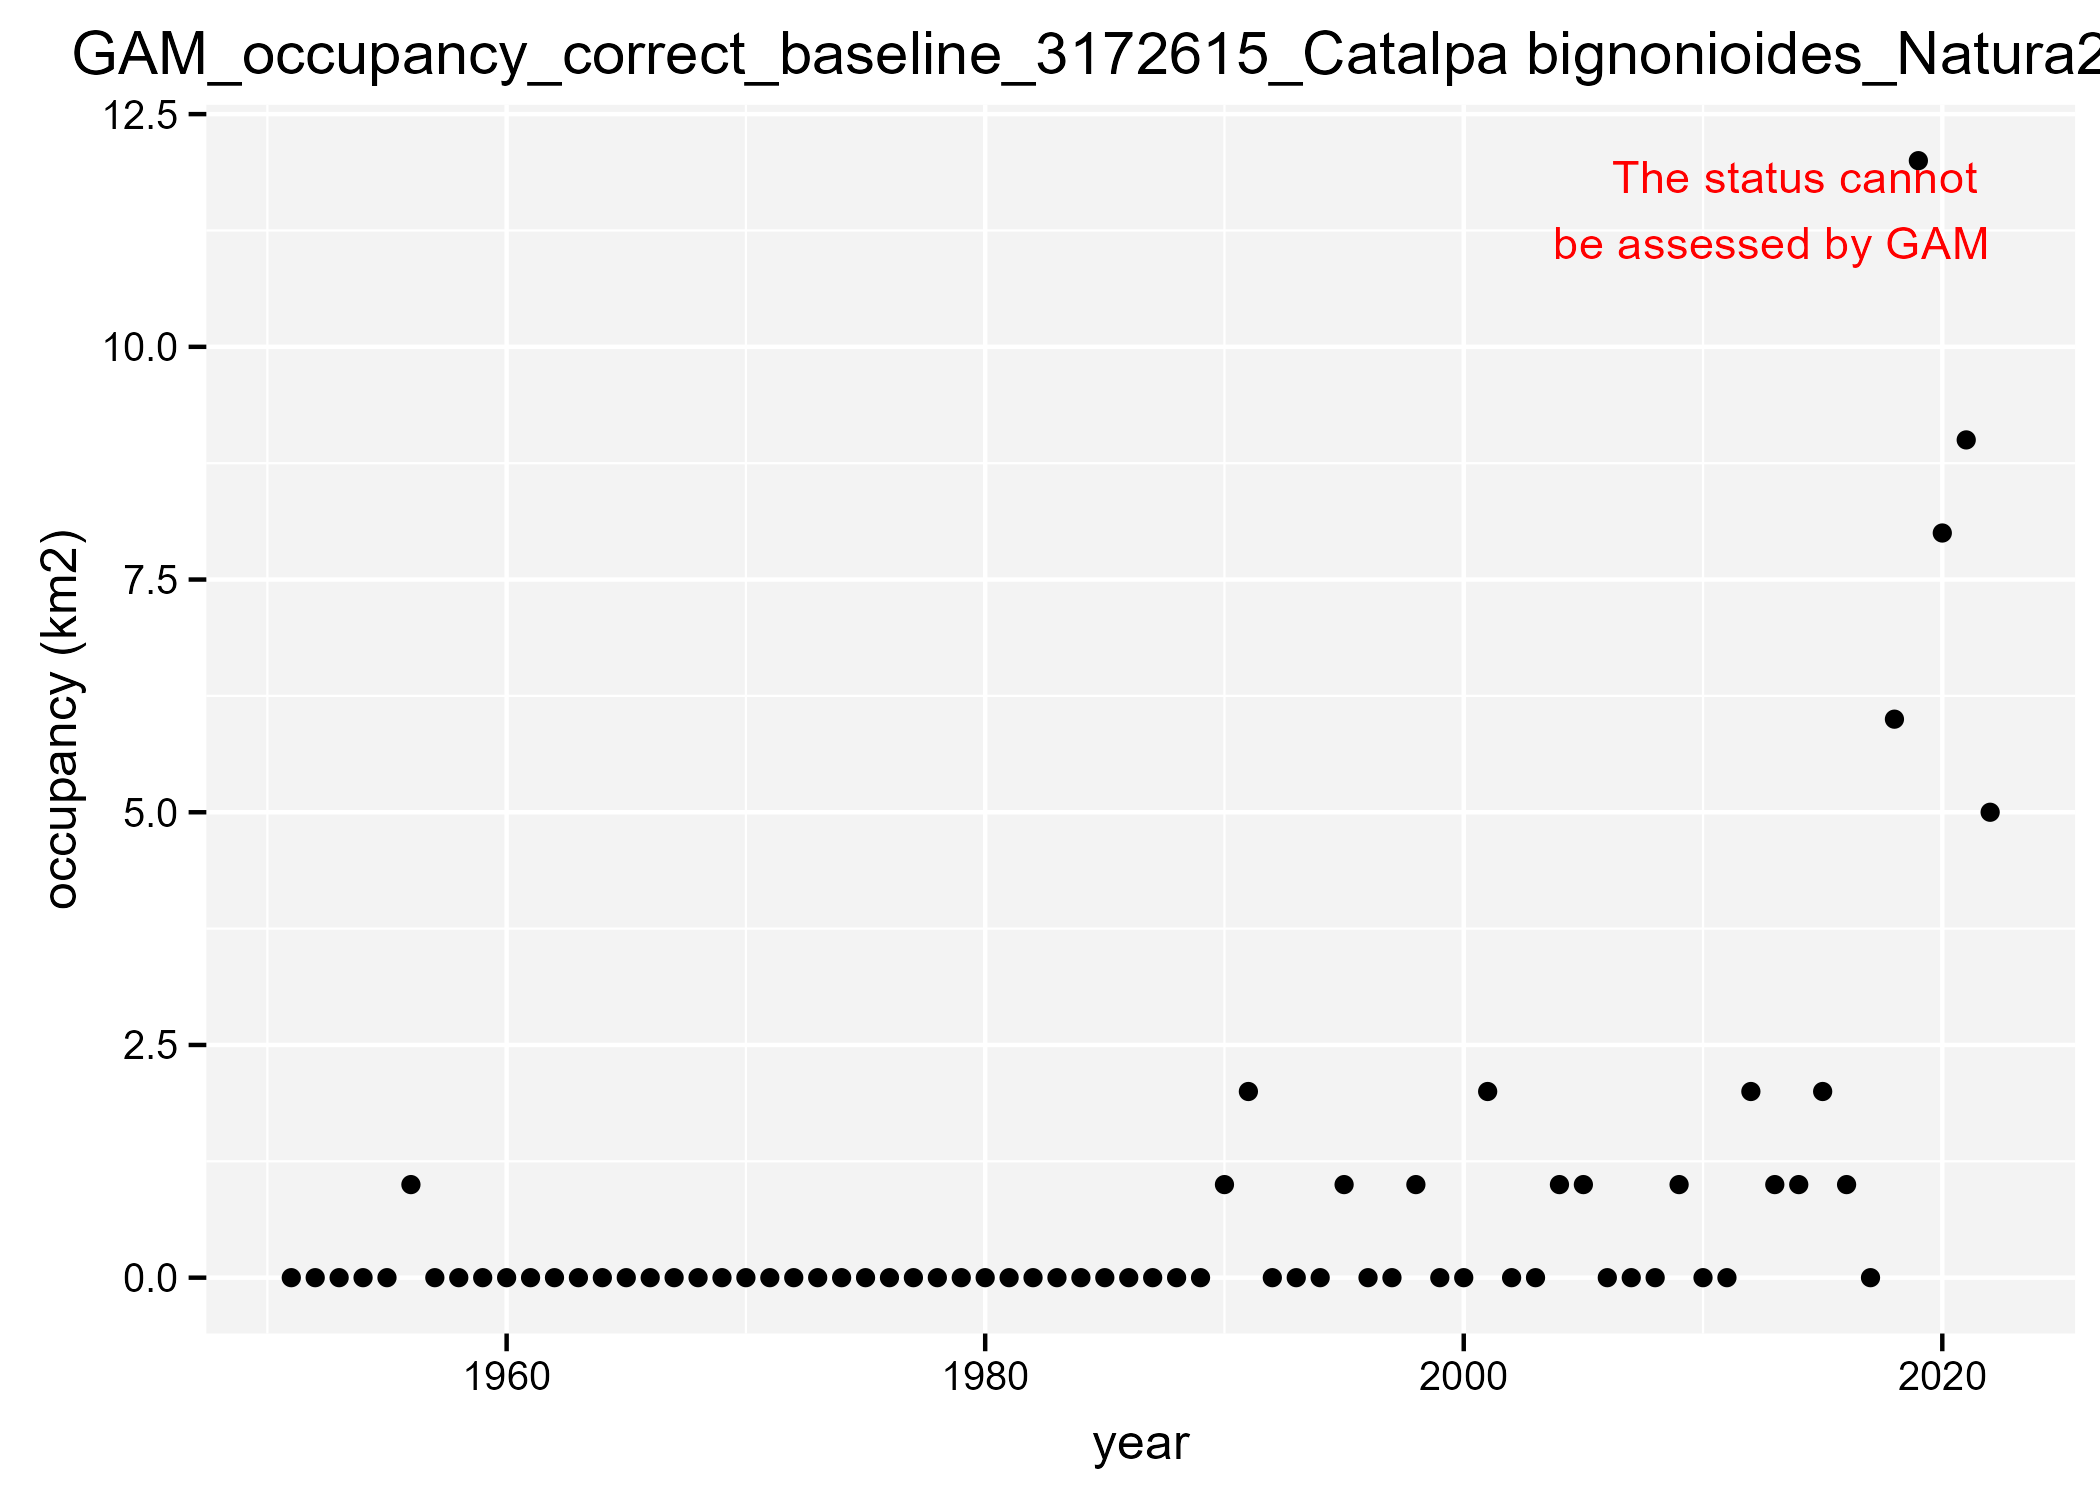 GAM_occupancy_correct_baseline_3172615_Catalpa bignonioides_Natura2
12.5
The status cannot
be assessed by GAM
10.0
7.5
occupancy (km2)
5.0
2.5
0.0
1960 1980 2000 2020
year